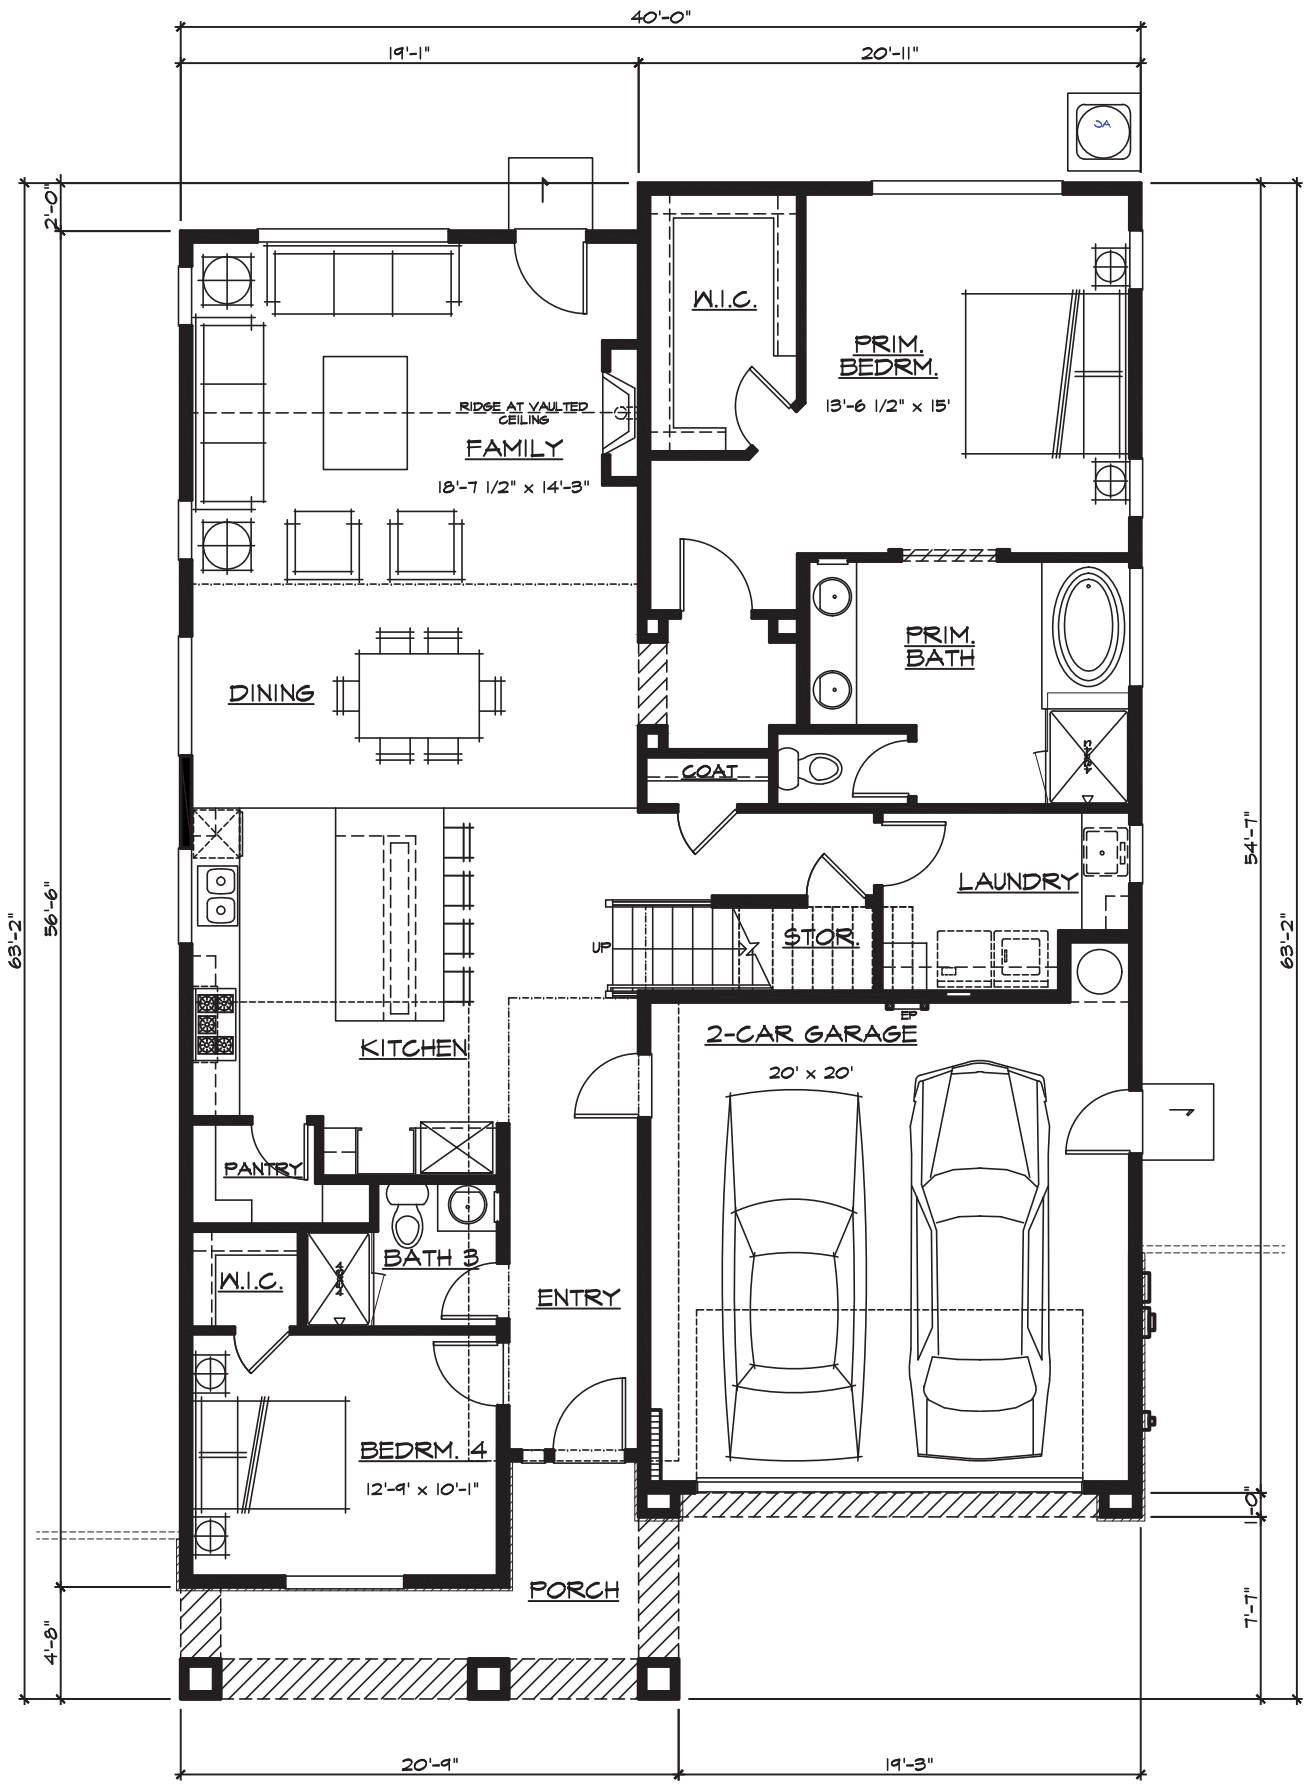 40'-0"
19'-1"
20'-11"
AC
2'-0"
1
W.I.C.
PRIM.
BEDRM.
13'-6 1/2" x 15'
RIDGE AT VAULTED
CEILING
FAMILY
18'-7 1/2" x 14'-3"
PRIM.
BATH
DINING
COAT
54'-7"
LAUNDRY
56'-6"
63'-2"
63'-2"
UP
STOR.
EP
2-CAR GARAGE
20' x 20'
KITCHEN
1
PANTRY
BATH 3
W.I.C.
ENTRY
BEDRM. 4
12'-9' x 10'-1"
1'-0"
PORCH
4'-8"
7'-7"
20'-9"
19'-3"